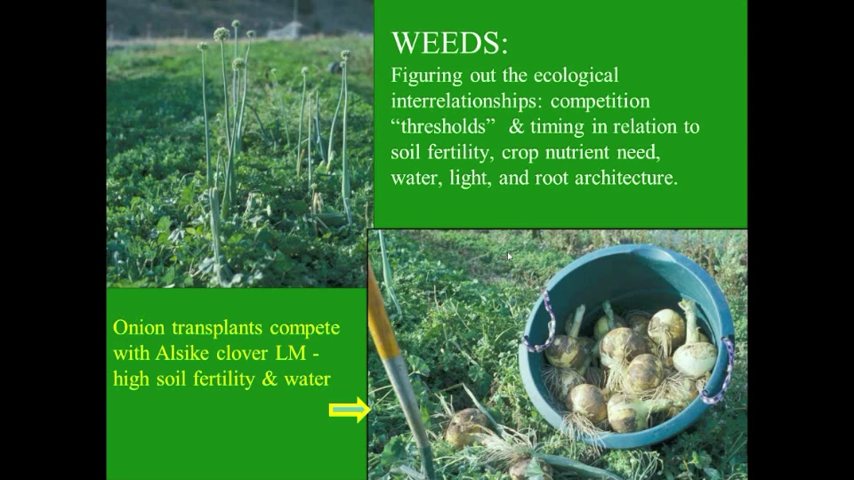 WEEDS:
Figuring out the ecological
interrelationships: competition
“thresholds”  & timing in relation to
soil fertility, crop nutrient need,
water, light, and root architecture.
Onion transplants compete
with Alsike clover LM -
high soil fertility & water